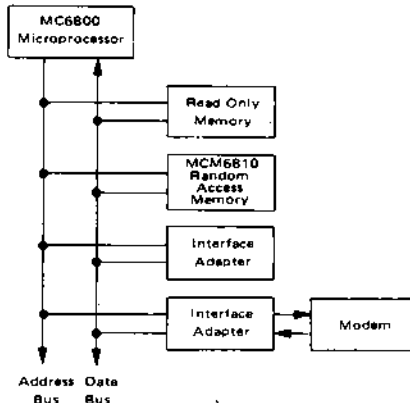 MC6800
Microprocessor
Read Only
Memory
MCM6810
Random
Access
Memory
Interface
Adapter
Interface
Adapter
Modem
Address Data
Bus Bus